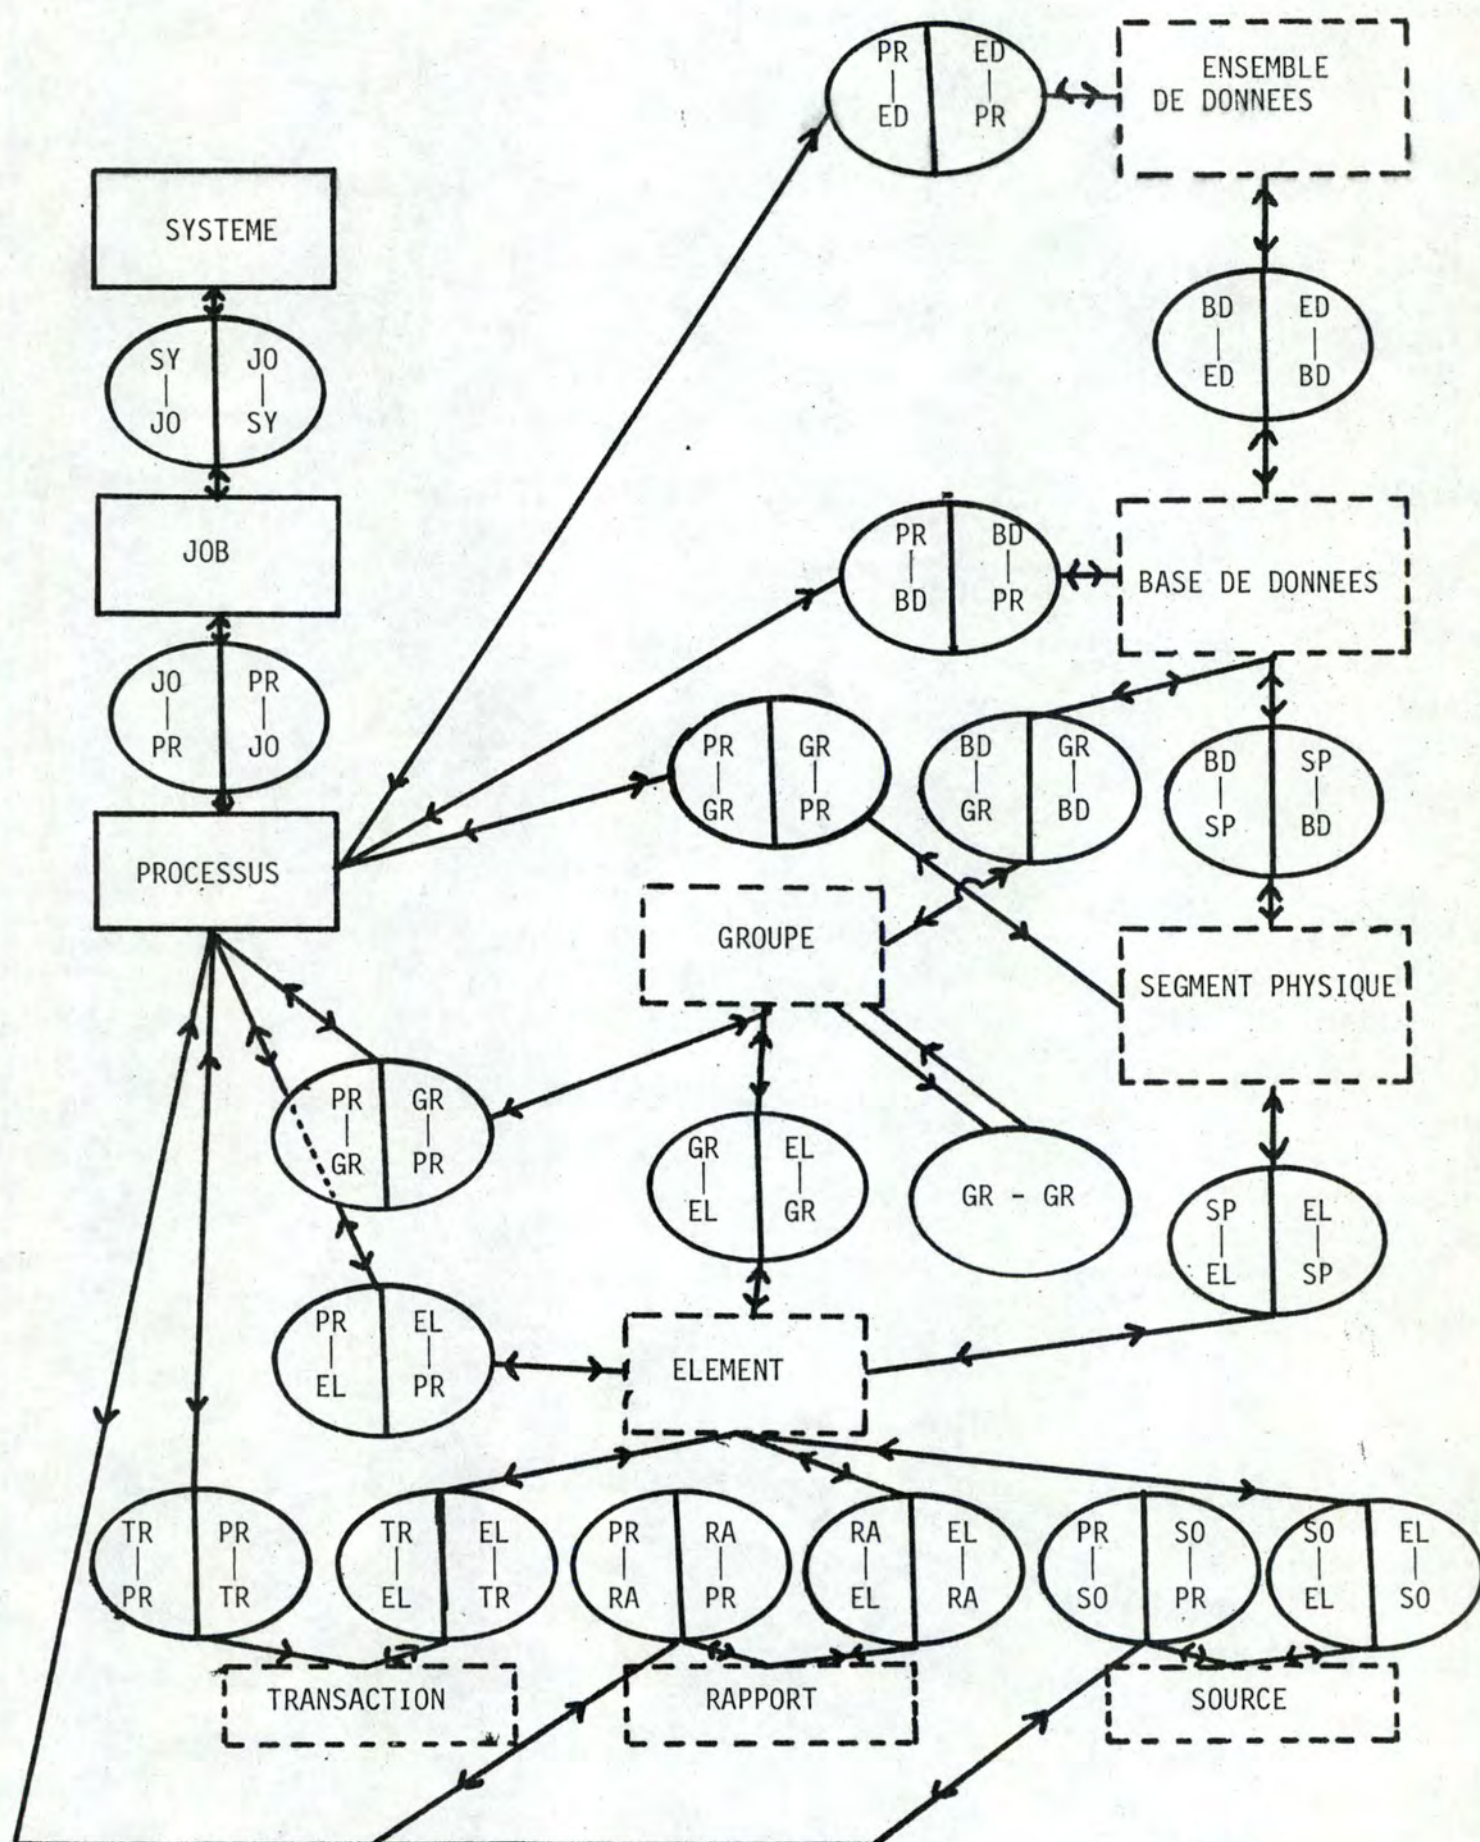 PR ED
ED PR
ENSEMBLE
DE DONNEES
SYSTEME
BD ED
ED BD
SY JO
JO SY
JOB
PR BD
BD PR
BASE DE DONNEES
JO PR
PR JO
PR GR
GR PR
BD GR
GR BD
BD SP
SP BD
PROCESSUS
GROUPE
SEGMENT PHYSIQUE
PR GR
GR PR
GR EL
EL GR
GR - GR
SP EL
EL SP
PR EL
EL PR
ELEMENT
TR PR
PR TR
TR EL
EL TR
PR RA
RA PR
RA EL
EL RA
PR SO
SO PR
SO EL
EL SO
TRANSACTION
RAPPORT
SOURCE